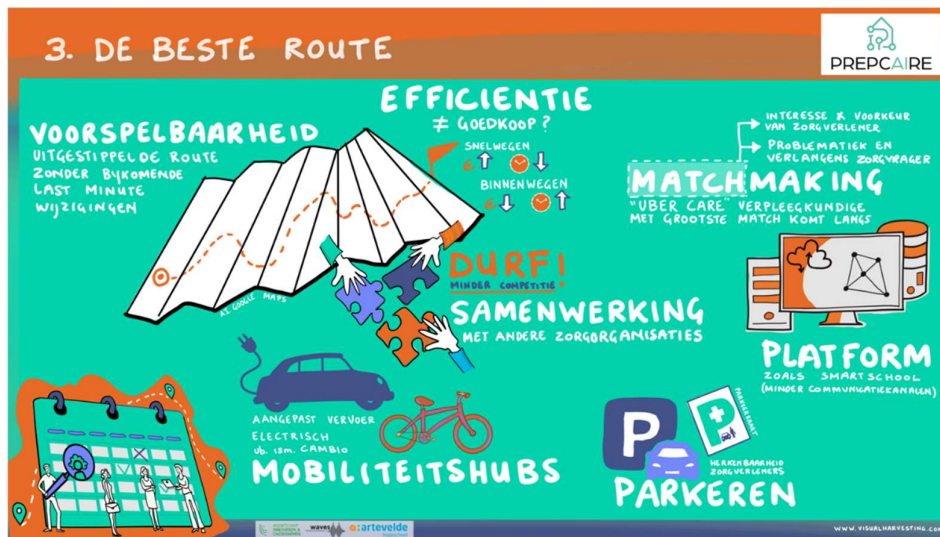 3. DE BESTE ROUTE
PREPCAIRE
VOORSPELBAARHEID
UITGESTIPPELDE ROUTE
ZONDER BIJKOMENDE
LAST MINUTE
WIJZIGINGEN
EFFICIENTIE
≠ GOEDKOOP?
SNELWEGEN
€ ↑ ↓
BINNENWEGEN
€ ↓ ↑
AI GOOGLE MAPS
DURF!
MINDER COMPETITIE!
SAMENWERKING
MET ANDERE ZORGORGANISATIES
INTERESSE & VOORKEUR
VAN ZORGVERLENER
PROBLEMATIEK EN
VERLANGENS ZORGVRAGER
MATCHMAKING
"UBER CARE" VERPLEEGKUNDIGE
MET GROOTSTE MATCH KOMT LANGS
PLATFORM
ZOALS SMARTSCHOOL
(MINDER COMMUNICATIEKANALEN)
AANGEPAST VERVOER
ELECTRISCH
vb. ism. CAMBIO
MOBILITEITSHUBS
P
P
PARKEERKAART
HERKENBAARHEID
ZORGVERLENERS
PARKEREN
waves
a:artevelde
WWW.VISUALHARVESTING.COM